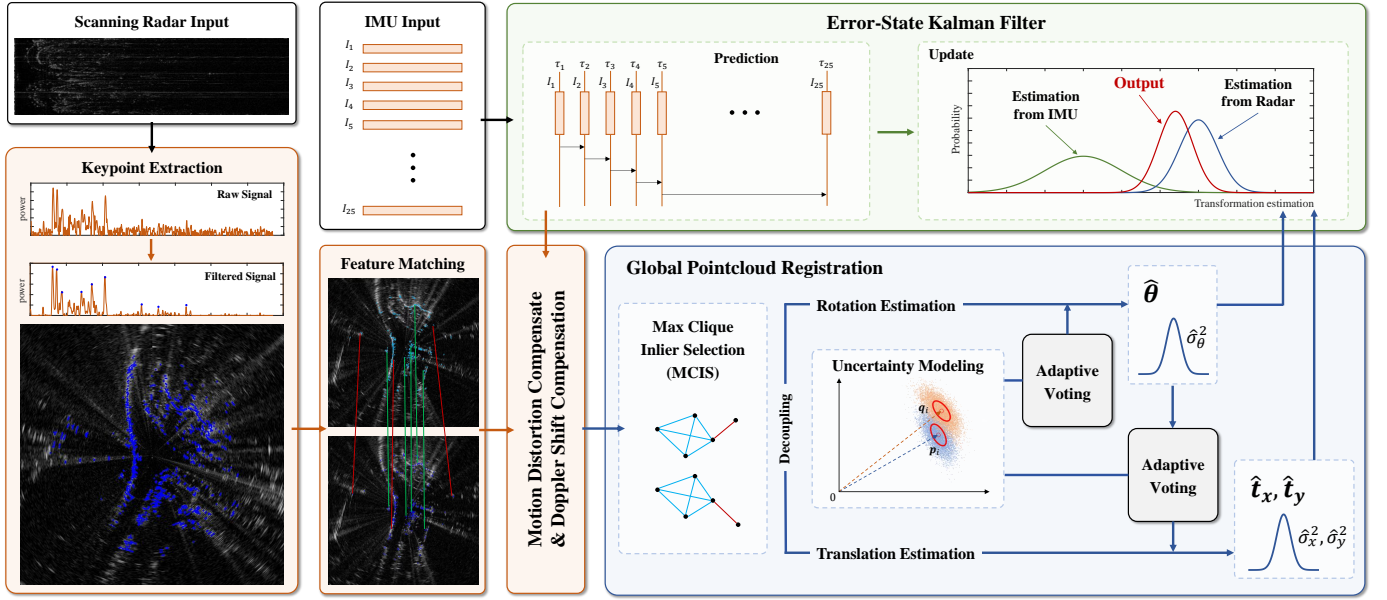 Scanning Radar Input
IMU Input
I₁
I₂
I₃
I₄
I₅
I₂₅
Error-State Kalman Filter
Prediction
τ₁ τ₂ τ₃ τ₄ τ₅ τ₂₅
I₁ I₂ I₃ I₄ I₅ I₂₅
Update
Probability
Estimation
from IMU
Output
Estimation
from Radar
Transformation estimation
Keypoint Extraction
power
Raw Signal
power
Filtered Signal
Feature Matching
Motion Distortion Compensate
& Doppler Shift Compensation
Global Pointcloud Registration
Max Clique
Inlier Selection
(MCIS)
Decoupling
Rotation Estimation
Uncertainty Modeling
qᵢ
pᵢ
0
Adaptive
Voting
θ̂
σ̂²_θ
Adaptive
Voting
Translation Estimation
t̂ₓ, t̂_y
σ̂²ₓ, σ̂²_y